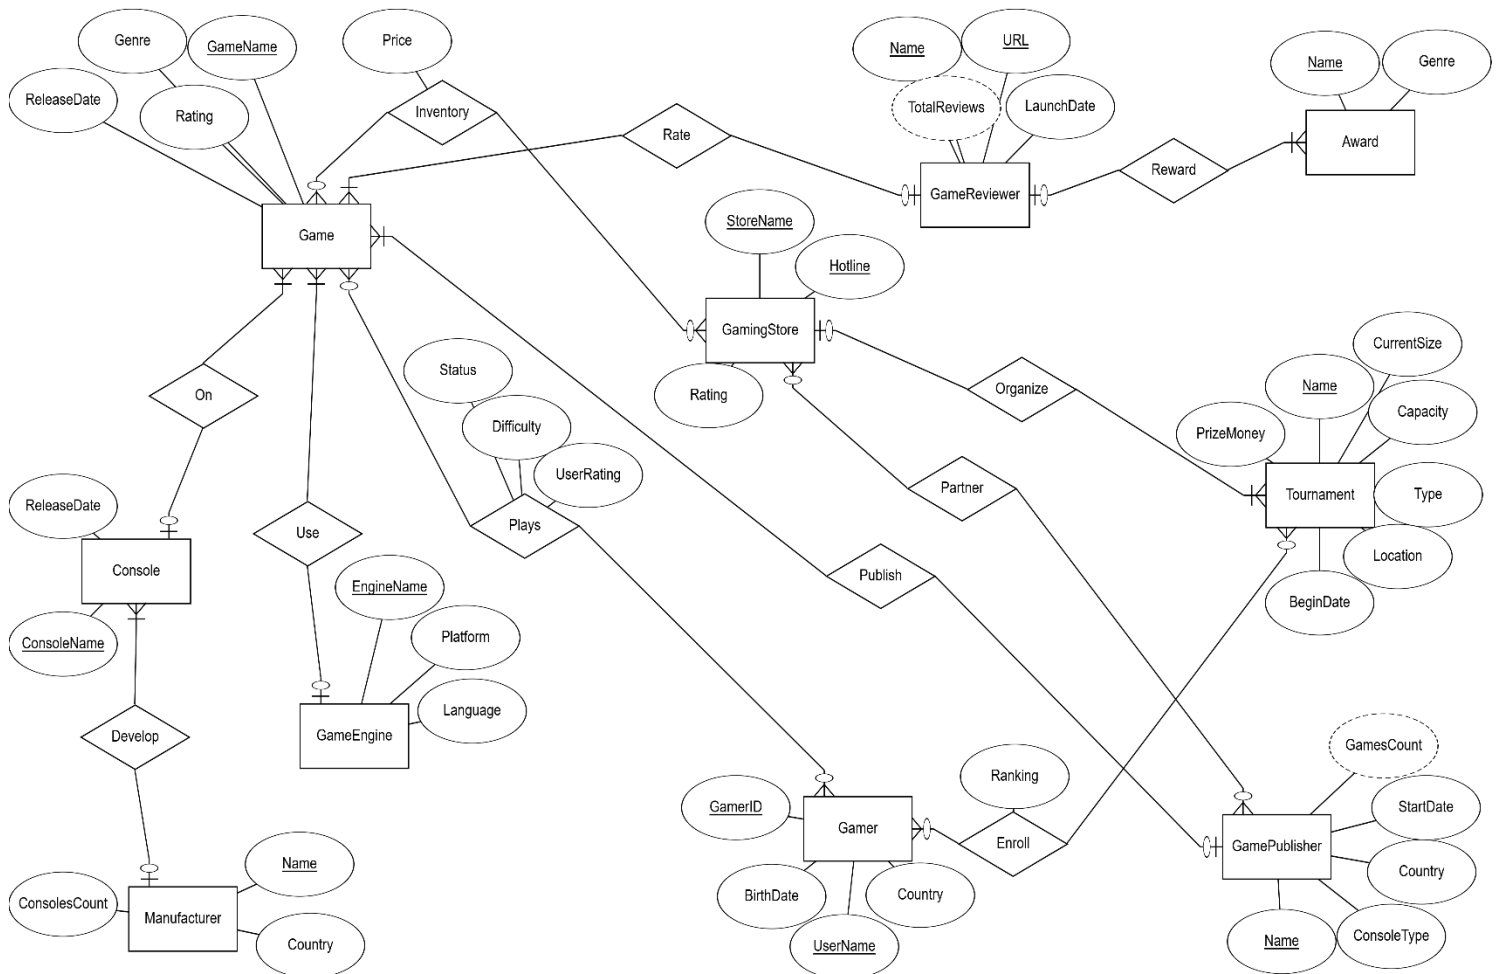 Genre
GameName
Price
Name
URL
Name
Genre
ReleaseDate
Rating
Inventory
TotalReviews
LaunchDate
Rate
Award
Reward
GameReviewer
Game
StoreName
Hotline
GamingStore
CurrentSize
Status
On
Rating
Organize
Name
Capacity
Difficulty
PrizeMoney
UserRating
Partner
Tournament
Type
ReleaseDate
Use
Plays
Location
Console
Publish
EngineName
BeginDate
ConsoleName
Platform
Language
Develop
GameEngine
GamesCount
Ranking
GamerID
StartDate
Gamer
Enroll
GamePublisher
Name
Country
BirthDate
Country
ConsolesCount
Manufacturer
Country
UserName
Name
ConsoleType